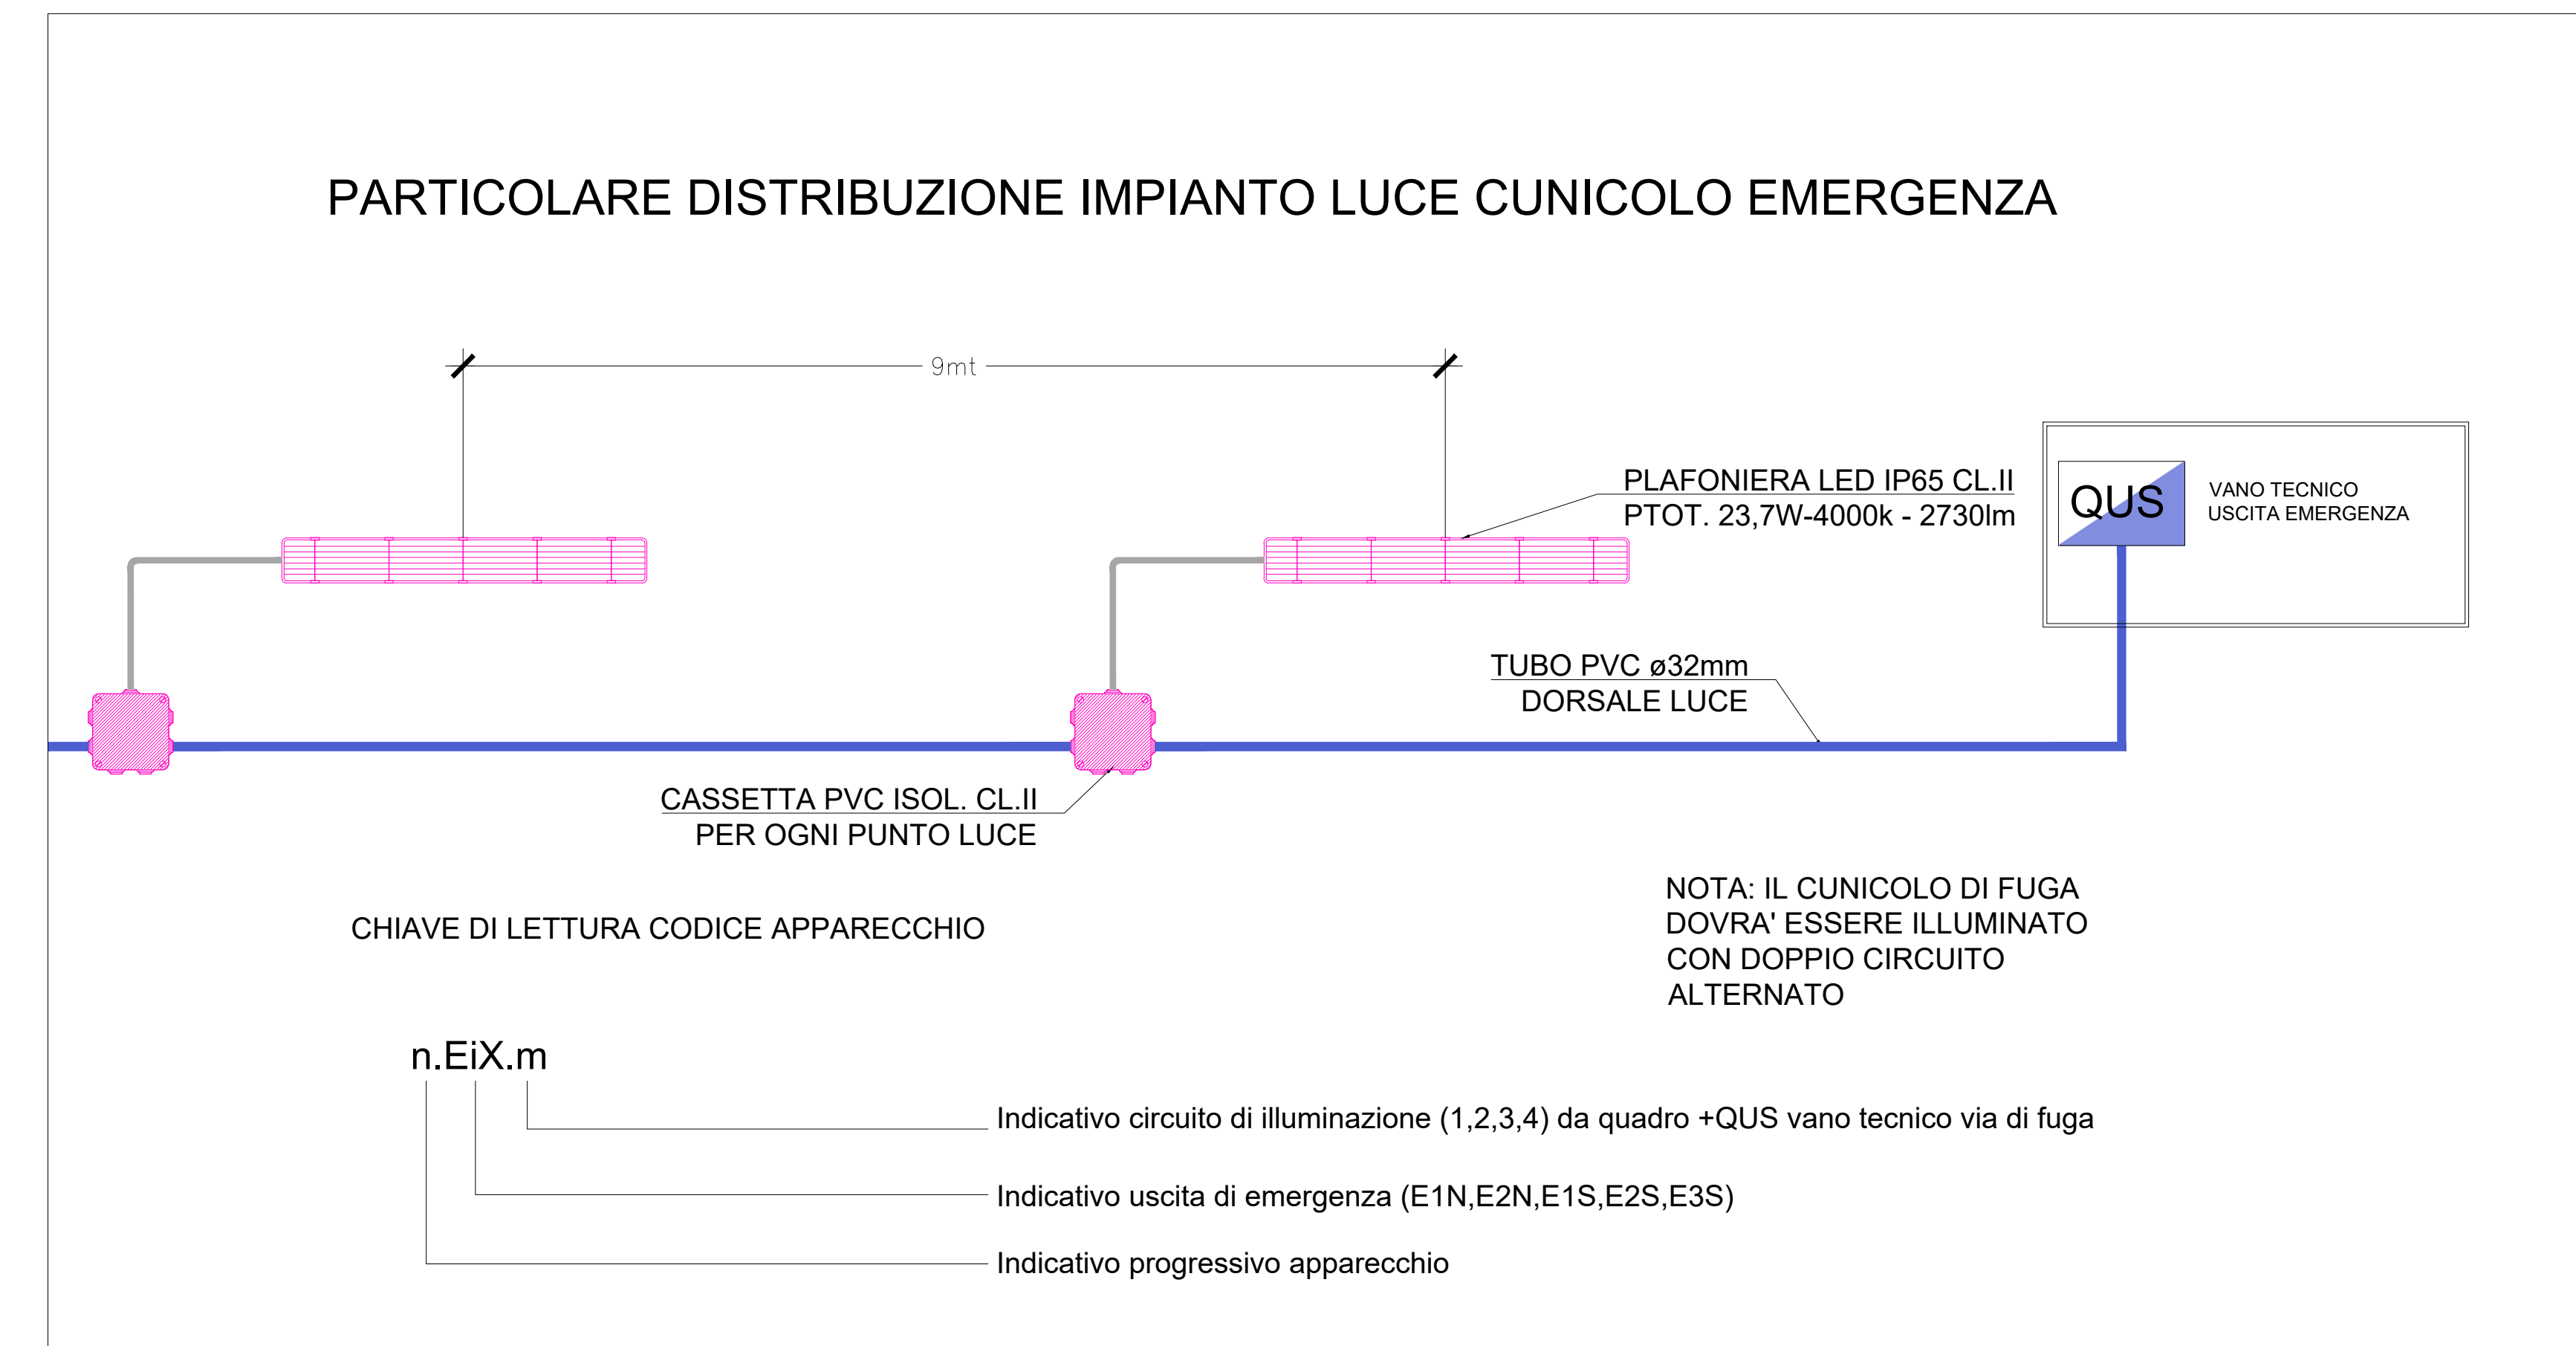 PARTICOLARE DISTRIBUZIONE IMPIANTO LUCE CUNICOLO EMERGENZA
9mt
PLAFONIERA LED IP65 CL.II
PTOT. 23,7W-4000k - 2730lm
QUS
VANO TECNICO
USCITA EMERGENZA
TUBO PVC ø32mm
DORSALE LUCE
CASSETTA PVC ISOL. CL.II
PER OGNI PUNTO LUCE
NOTA: IL CUNICOLO DI FUGA
DOVRA' ESSERE ILLUMINATO
CON DOPPIO CIRCUITO
ALTERNATO
CHIAVE DI LETTURA CODICE APPARECCHIO
n.EiX.m
Indicativo circuito di illuminazione (1,2,3,4) da quadro +QUS vano tecnico via di fuga
Indicativo uscita di emergenza (E1N,E2N,E1S,E2S,E3S)
Indicativo progressivo apparecchio